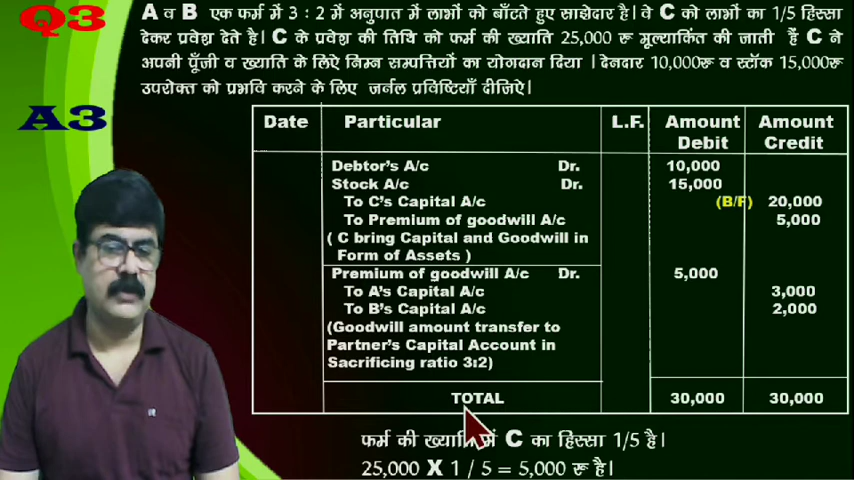 Q3
A व B एक फर्म में 3 : 2 में अनुपात में लाभों को बाँटते हुए साझेदार है। वे C को लाभों का 1/5 हिस्सा
देकर प्रवेश देते है। C के प्रवेश की तिथि को फर्म की ख्याति 25,000 रू मूल्यांकित की जाती हैं C ने
अपनी पूँजी व ख्याति के लिऐ निम्न सम्पत्तियों का योगदान दिया । देनदार 10,000रू व स्टॉक 15,000रू
उपरोक्त को प्रभवि करने के लिए जर्नल प्रविष्टियाँ दीजिऐ।
A3
Date Particular L.F. Amount Debit Amount Credit
Debtor's A/c Dr. 10,000
Stock A/c Dr. 15,000
To C's Capital A/c (B/F) 20,000
To Premium of goodwill A/c 5,000
( C bring Capital and Goodwill in
Form of Assets )
Premium of goodwill A/c Dr. 5,000
To A's Capital A/c 3,000
To B's Capital A/c 2,000
(Goodwill amount transfer to
Partner's Capital Account in
Sacrificing ratio 3:2)
TOTAL 30,000 30,000
फर्म की ख्याति में C का हिस्सा 1/5 है।
25,000 X 1 / 5 = 5,000 रू है।